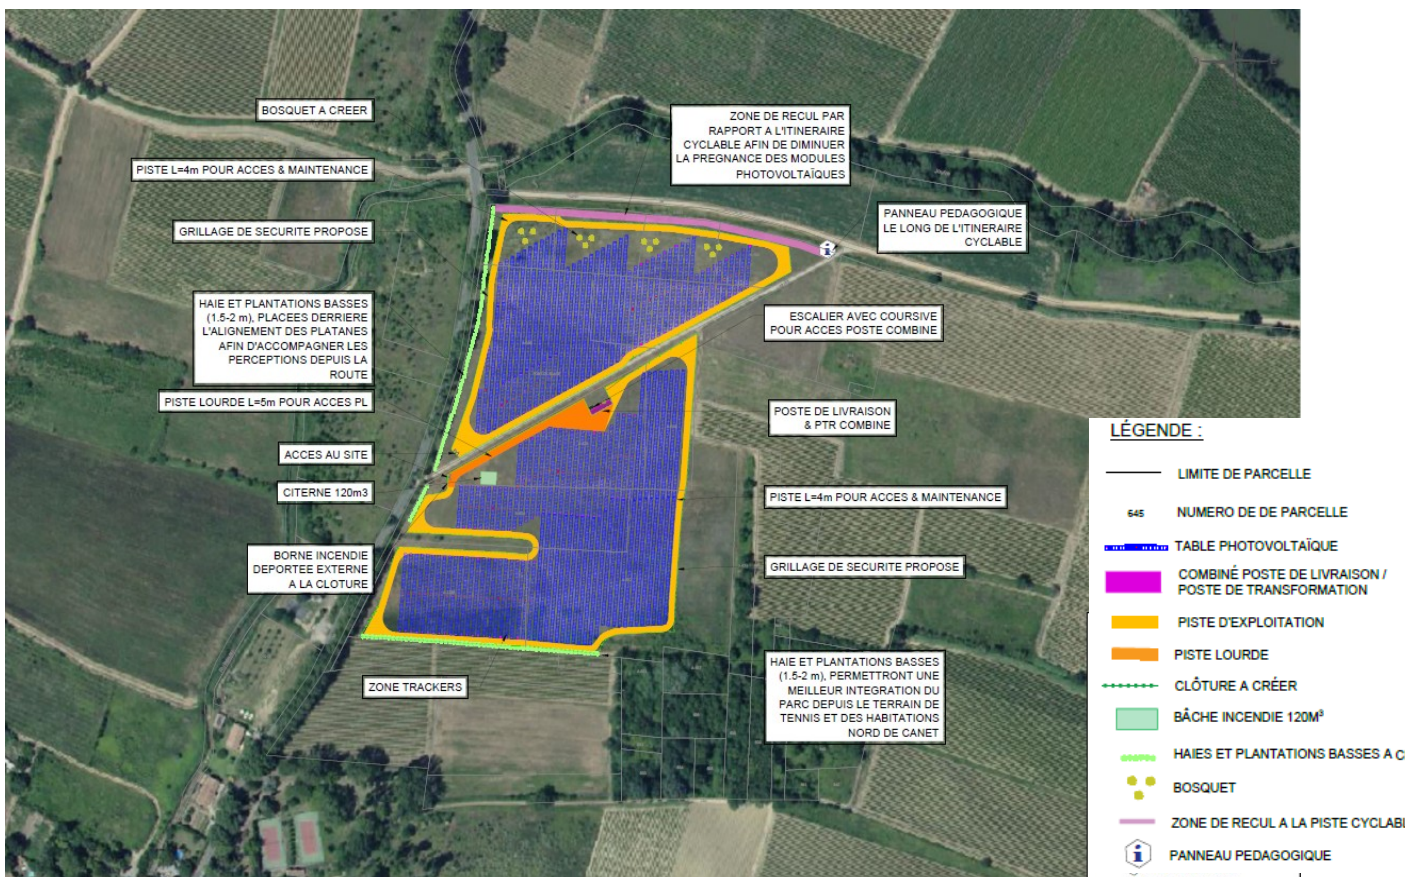 BOSQUET A CREER
PISTE L=4m POUR ACCES & MAINTENANCE
GRILLAGE DE SECURITE PROPOSE
HAIE ET PLANTATIONS BASSES
(1.5-2 m), PLACEES DERRIERE
L'ALIGNEMENT DES PLATANES
AFIN D'ACCOMPAGNER LES
PERCEPTIONS DEPUIS LA
ROUTE
PISTE LOURDE L=5m POUR ACCES PL
ACCES AU SITE
CITERNE 120m3
BORNE INCENDIE
DEPORTEE EXTERNE
A LA CLOTURE
ZONE TRACKERS
ZONE DE RECUL PAR
RAPPORT A L'ITINERAIRE
CYCLABLE AFIN DE DIMINUER
LA PREGNANCE DES MODULES
PHOTOVOLTAÏQUES
PANNEAU PEDAGOGIQUE
LE LONG DE L'ITINERAIRE
CYCLABLE
i
ESCALIER AVEC COURSIVE
POUR ACCES POSTE COMBINE
POSTE DE LIVRAISON
& PTR COMBINE
PISTE L=4m POUR ACCES & MAINTENANCE
GRILLAGE DE SECURITE PROPOSE
HAIE ET PLANTATIONS BASSES
(1.5-2 m), PERMETTRONT UNE
MEILLEUR INTEGRATION DU
PARC DEPUIS LE TERRAIN DE
TENNIS ET DES HABITATIONS
NORD DE CANET
LÉGENDE :
LIMITE DE PARCELLE
645 NUMERO DE DE PARCELLE
TABLE PHOTOVOLTAÏQUE
COMBINÉ POSTE DE LIVRAISON /
POSTE DE TRANSFORMATION
PISTE D'EXPLOITATION
PISTE LOURDE
CLÔTURE A CRÉER
BÂCHE INCENDIE 120M³
HAIES ET PLANTATIONS BASSES A C
BOSQUET
ZONE DE RECUL A LA PISTE CYCLABL
i PANNEAU PEDAGOGIQUE